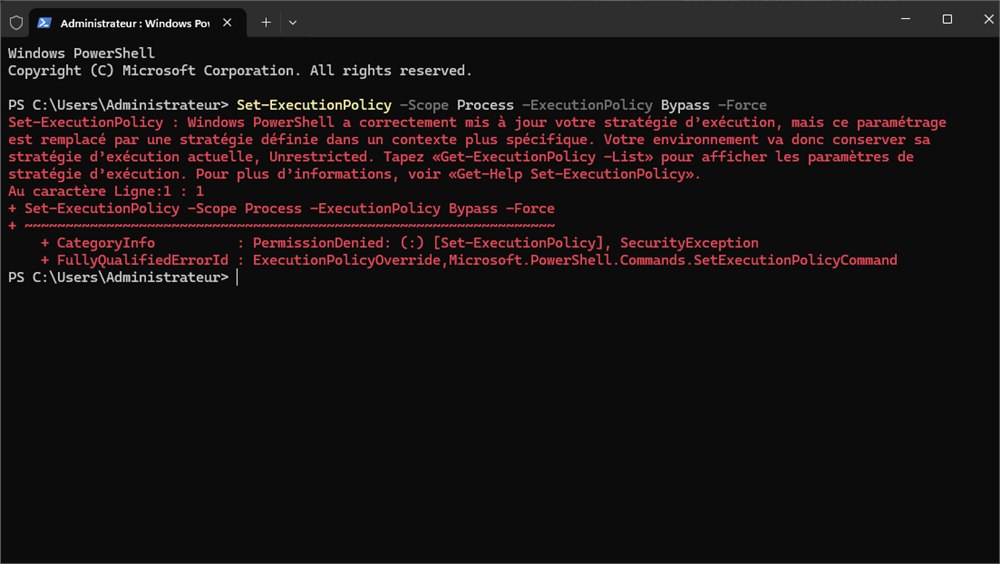 Administrateur : Windows Pow
Windows PowerShell
Copyright (C) Microsoft Corporation. All rights reserved.
PS C:\Users\Administrateur> Set-ExecutionPolicy -Scope Process -ExecutionPolicy Bypass -Force
Set-ExecutionPolicy : Windows PowerShell a correctement mis à jour votre stratégie d’exécution, mais ce paramétrage
est remplacé par une stratégie définie dans un contexte plus spécifique. Votre environnement va donc conserver sa
stratégie d’exécution actuelle, Unrestricted. Tapez «Get-ExecutionPolicy -List» pour afficher les paramètres de
stratégie d’exécution. Pour plus d’informations, voir «Get-Help Set-ExecutionPolicy».
Au caractère Ligne:1 : 1
+ Set-ExecutionPolicy -Scope Process -ExecutionPolicy Bypass -Force
+ ~~~~~~~~~~~~~~~~~~~~~~~~~~~~~~~~~~~~~~~~~~~~~~~~~~~~~~~~~~~~~~~~~
    + CategoryInfo          : PermissionDenied: (:) [Set-ExecutionPolicy], SecurityException
    + FullyQualifiedErrorId : ExecutionPolicyOverride,Microsoft.PowerShell.Commands.SetExecutionPolicyCommand
PS C:\Users\Administrateur>